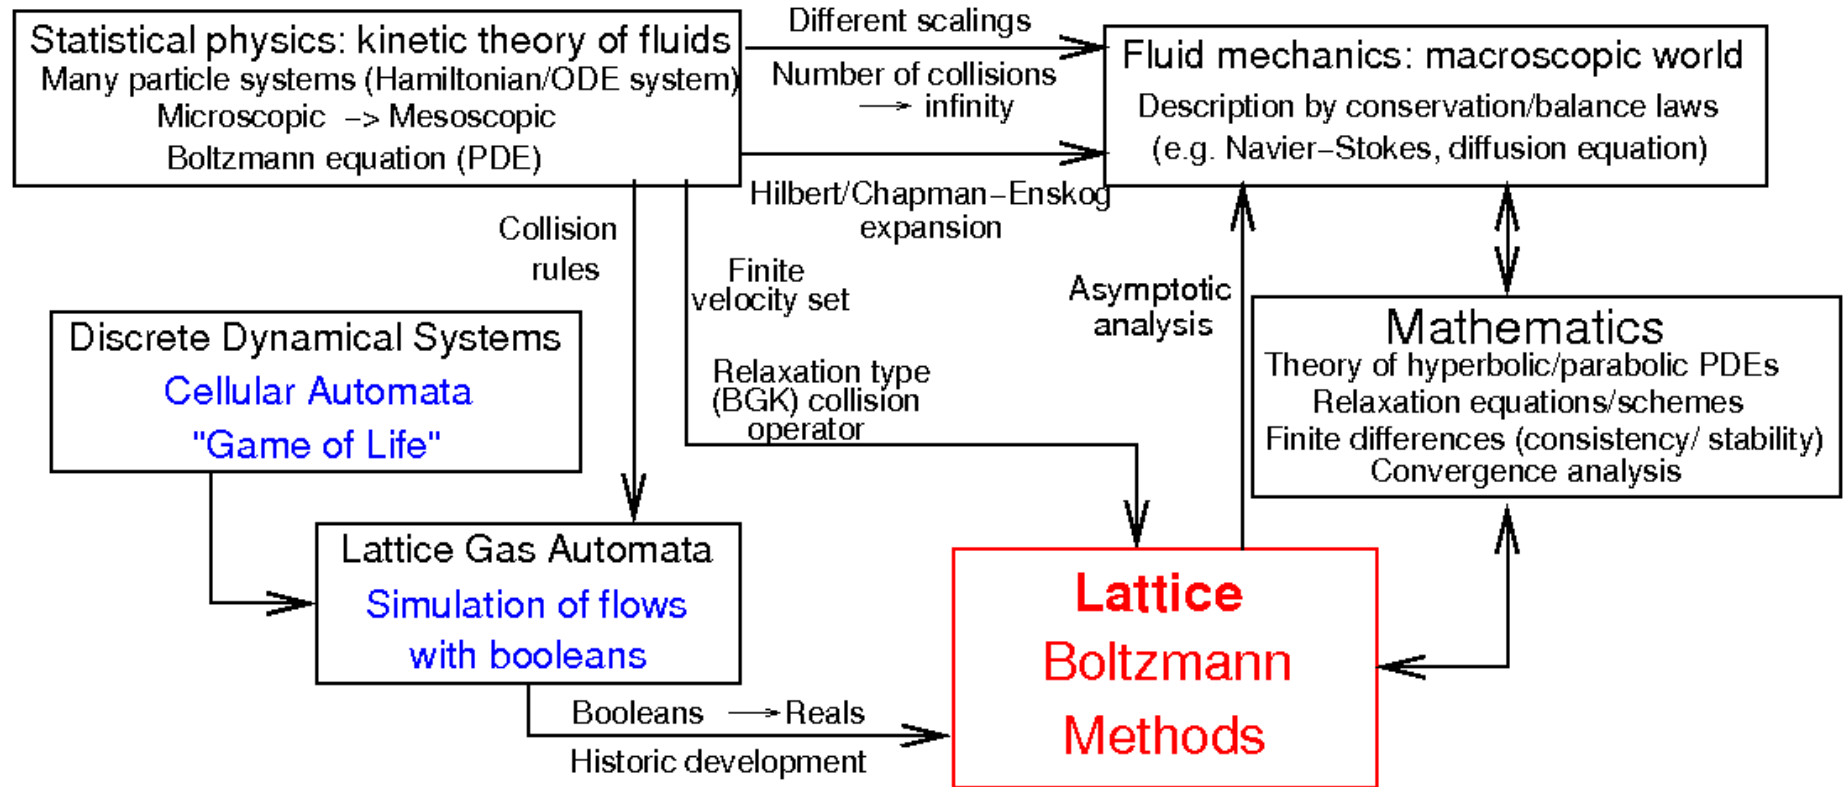 Statistical physics: kinetic theory of fluids
Many particle systems (Hamiltonian/ODE system)
Microscopic -> Mesoscopic
Boltzmann equation (PDE)
Different scalings
Number of collisions
→ infinity
Hilbert/Chapman−Enskog
expansion
Fluid mechanics: macroscopic world
Description by conservation/balance laws
(e.g. Navier−Stokes, diffusion equation)
Collision
rules
Finite
velocity set
Relaxation type
(BGK) collision
operator
Asymptotic
analysis
Discrete Dynamical Systems
Cellular Automata
"Game of Life"
Mathematics
Theory of hyperbolic/parabolic PDEs
Relaxation equations/schemes
Finite differences (consistency/ stability)
Convergence analysis
Lattice Gas Automata
Simulation of flows
with booleans
Booleans → Reals
Historic development
Lattice
Boltzmann
Methods